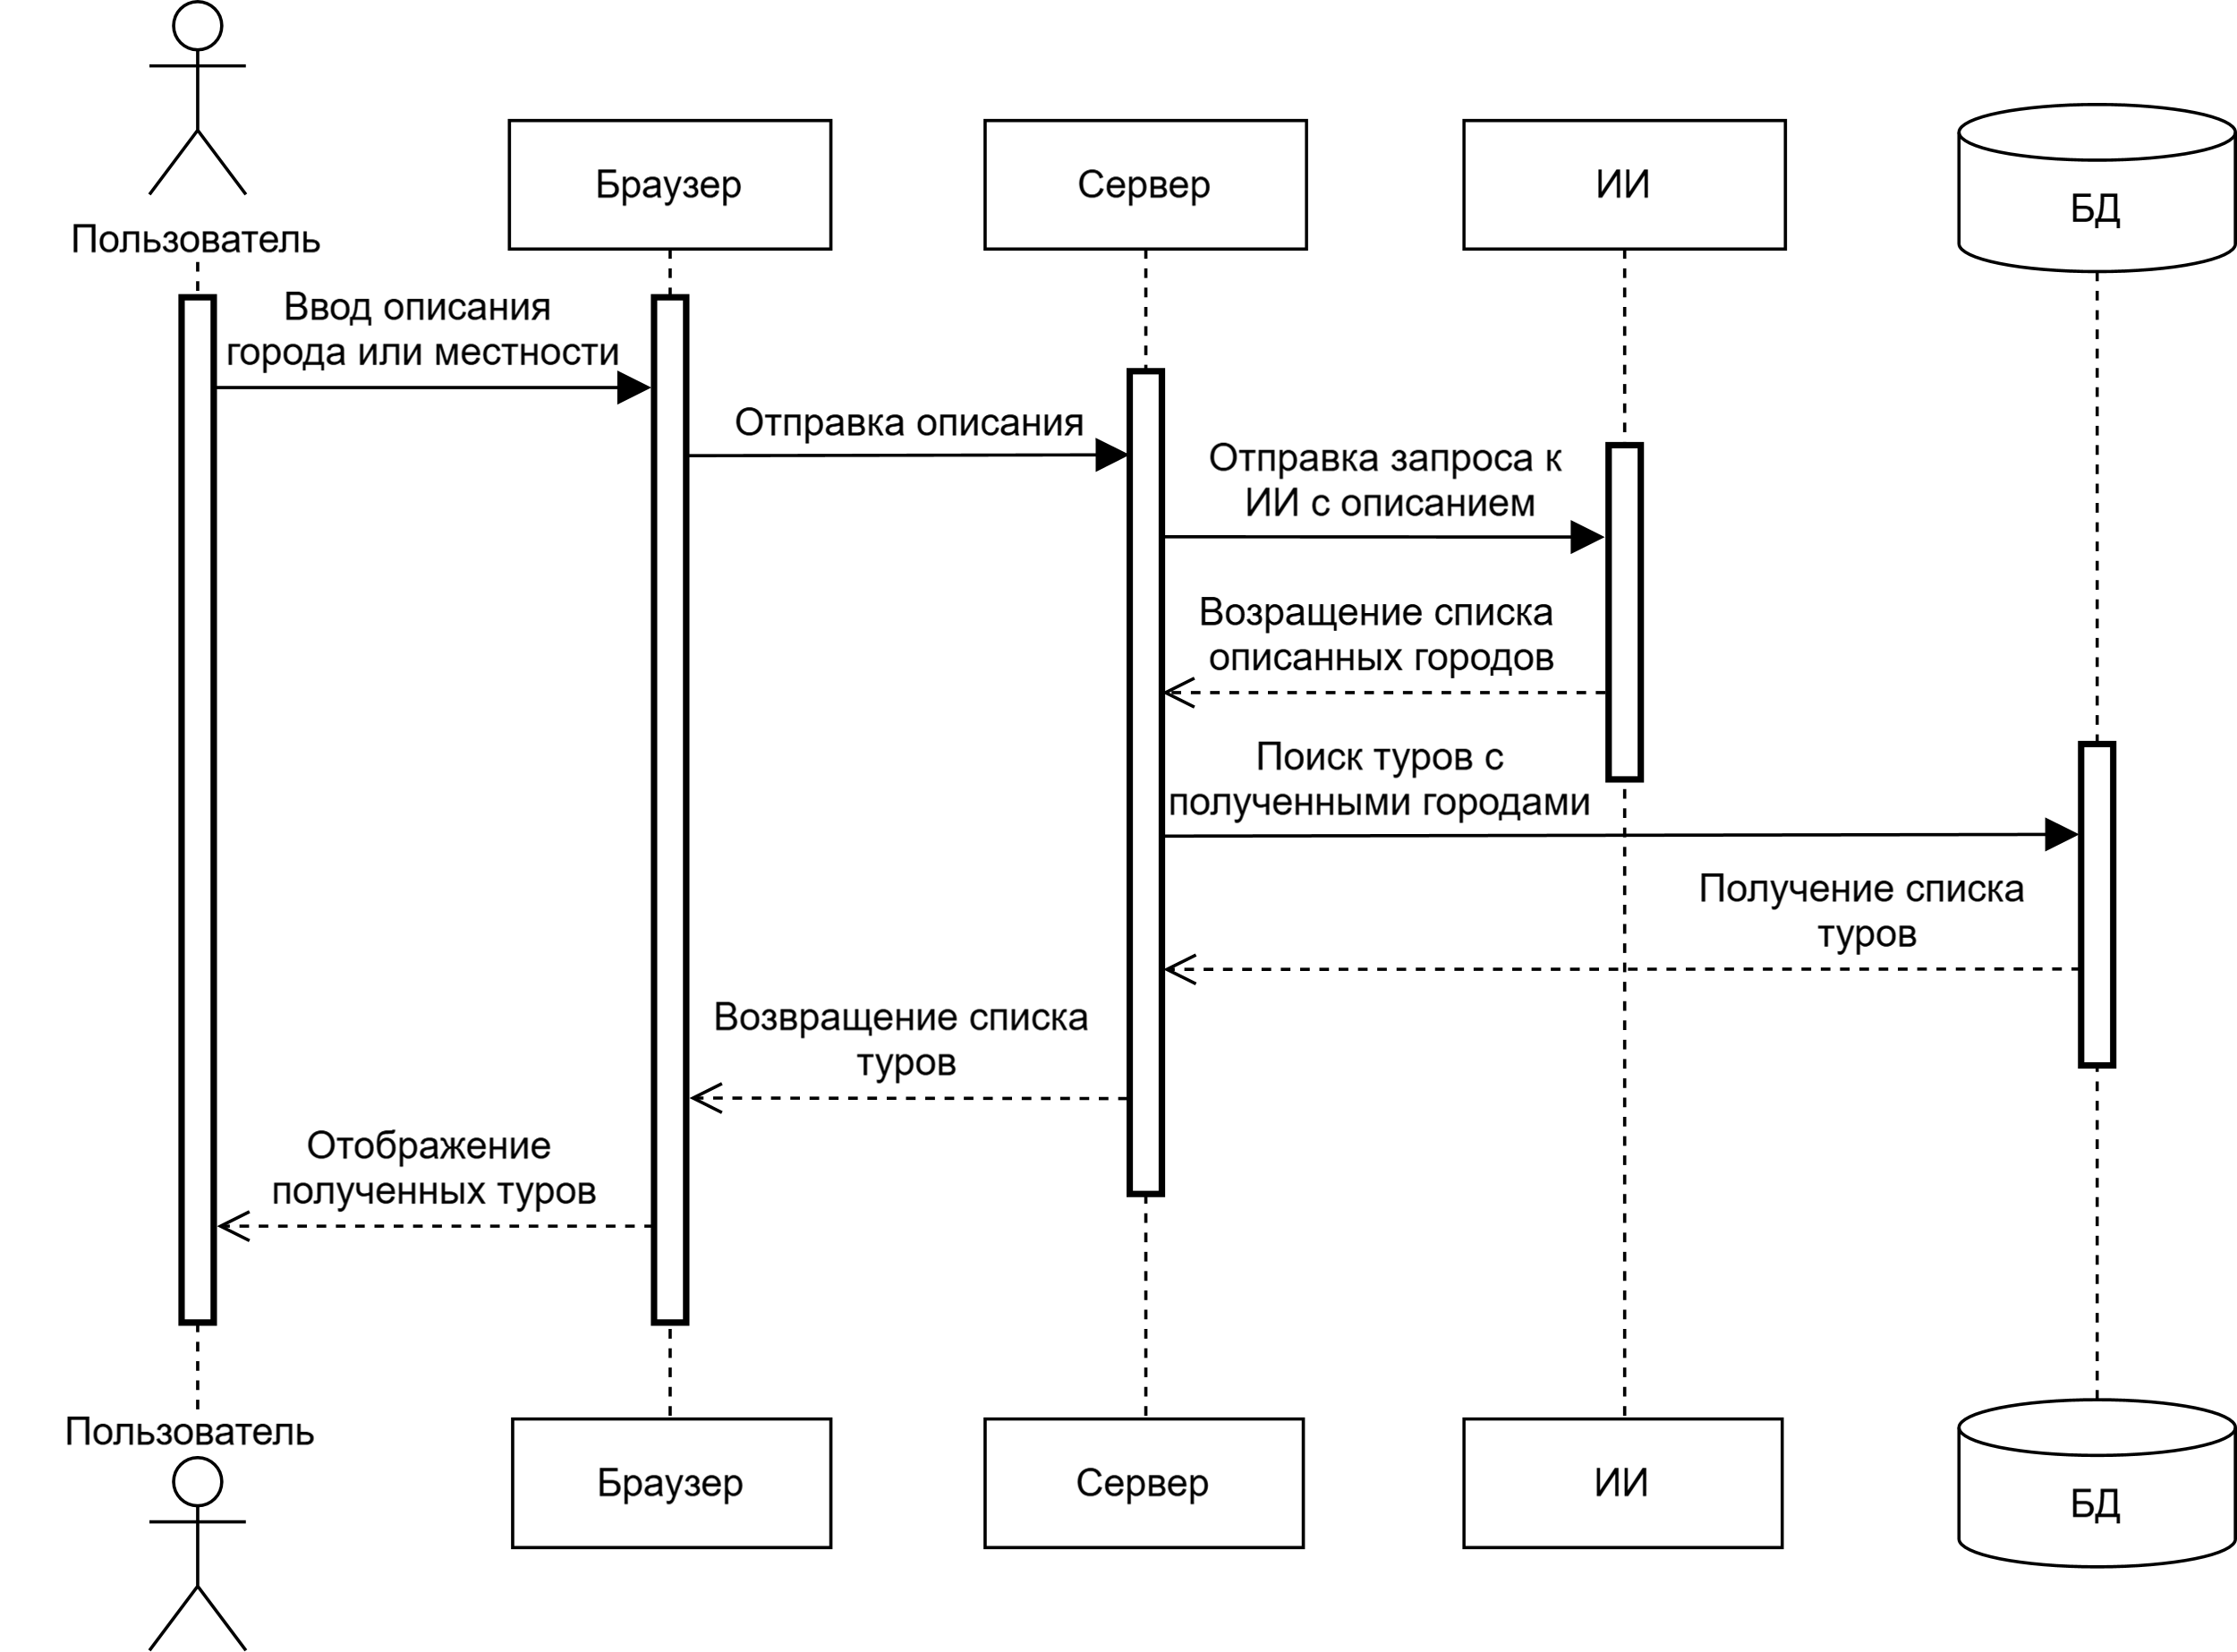 Пользователь
Браузер
Сервер
ИИ
БД
Ввод описания
города или местности
Отправка описания
Отправка запроса к
ИИ с описанием
Возращение списка
описанных городов
Поиск туров с
полученными городами
Получение списка
туров
Возвращение списка
туров
Отображение
полученных туров
Пользователь
Браузер
Сервер
ИИ
БД